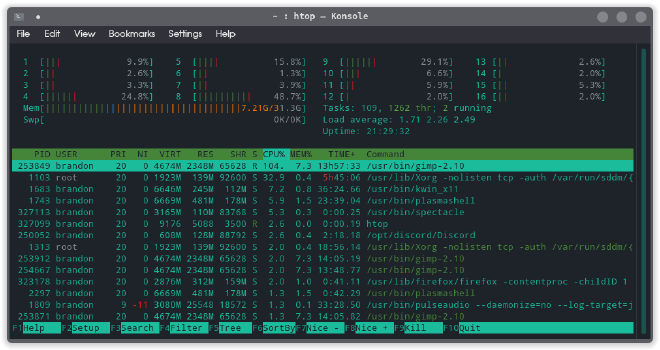 ~ : htop — Konsole
File Edit View Bookmarks Settings Help
1 [||| 9.9%] 5 [|||| 15.8%] 9 [|||||| 29.1%] 13 [|| 2.6%]
2 [|| 2.6%] 6 [| 1.3%] 10 [||| 6.6%] 14 [| 2.0%]
3 [|| 3.3%] 7 [|| 3.9%] 11 [|| 5.9%] 15 [|| 5.3%]
4 [|||||| 24.8%] 8 [|||||||||| 48.7%] 12 [| 2.0%] 16 [|| 2.0%]
Mem[||||||||||||||||||||||||||||||||||||||||7.21G/31.3G] Tasks: 109, 1262 thr; 2 running
Swp[ 0K/0K] Load average: 1.71 2.26 2.49
Uptime: 21:29:32
PID USER PRI NI VIRT RES SHR S CPU% MEM% TIME+ Command
253849 brandon 20 0 4674M 2348M 65628 R 104. 7.3 13h57:33 /usr/bin/gimp-2.10
1103 root 20 0 1923M 139M 92600 S 32.9 0.4 5h45:06 /usr/lib/Xorg -nolisten tcp -auth /var/run/sddm/{
1683 brandon 20 0 6646M 245M 112M S 7.2 0.8 36:24.66 /usr/bin/kwin_x11
1743 brandon 20 0 6669M 481M 178M S 5.9 1.5 23:39.04 /usr/bin/plasmashell
327113 brandon 20 0 3165M 110M 83768 S 5.3 0.3 0:00.25 /usr/bin/spectacle
327099 brandon 20 0 9176 5088 3500 R 2.6 0.0 0:00.19 htop
250052 brandon 20 0 608M 128M 88792 S 2.6 0.4 2:18.18 /opt/discord/Discord
1313 root 20 0 1923M 139M 92600 S 2.0 0.4 18:56.14 /usr/lib/Xorg -nolisten tcp -auth /var/run/sddm/{
253912 brandon 20 0 4674M 2348M 65628 S 2.0 7.3 14:05.19 /usr/bin/gimp-2.10
254667 brandon 20 0 4674M 2348M 65628 S 2.0 7.3 13:48.77 /usr/bin/gimp-2.10
323178 brandon 20 0 2876M 312M 159M S 2.0 1.0 0:41.11 /usr/lib/firefox/firefox -contentproc -childID 1
2297 brandon 20 0 6669M 481M 178M S 1.3 1.5 0:42.29 /usr/bin/plasmashell
1809 brandon 9 -11 3080M 25548 18572 S 1.3 0.1 33:28.50 /usr/bin/pulseaudio --daemonize=no --log-target=j
253871 brandon 20 0 4674M 2348M 65628 S 1.3 7.3 14:05.82 /usr/bin/gimp-2.10
F1Help F2Setup F3Search F4Filter F5Tree F6SortBy F7Nice - F8Nice + F9Kill F10Quit